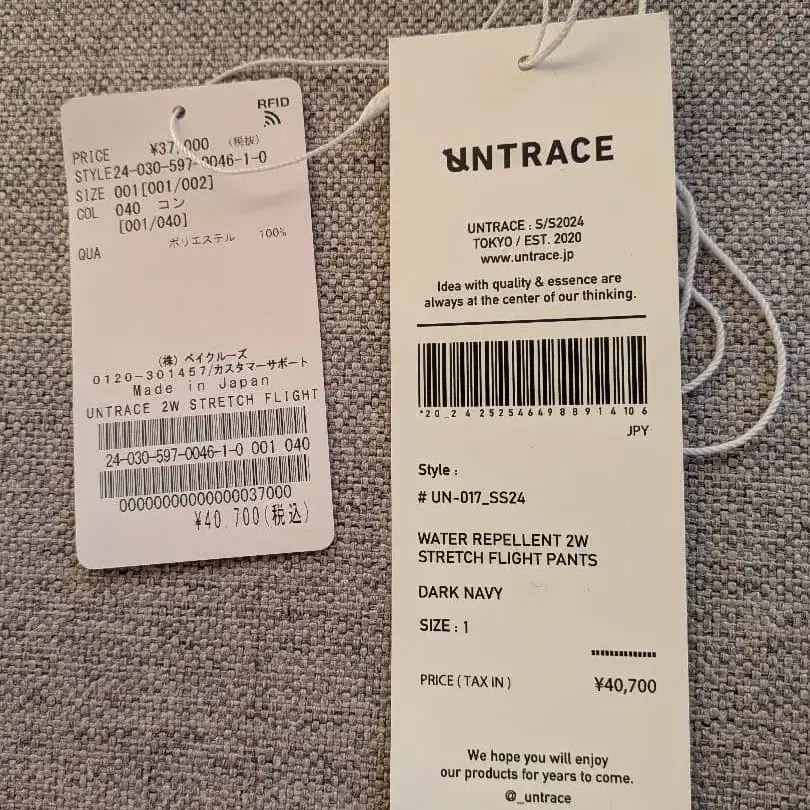 RFID
PRICE ¥37,000 (税抜)
STYLE24-030-597-0046-1-0
SIZE 001[001/002]
COL 040 コン
[001/040]
QUA ポリエステル 100%
(株) ベイクルーズ
0120-301457/カスタマーサポート
Made in Japan
UNTRACE 2W STRETCH FLIGHT
24-030-597-0046-1-0 001 040
00000000000000037000
¥40,700(税込)
UNTRACE
UNTRACE : S/S2024
TOKYO / EST. 2020
www.untrace.jp
Idea with quality & essence are
always at the center of our thinking.
*20_242525464988914106
JPY
Style :
# UN-017_SS24
WATER REPELLENT 2W
STRETCH FLIGHT PANTS
DARK NAVY
SIZE : 1
PRICE ( TAX IN ) ¥40,700
We hope you will enjoy
our products for years to come.
@_untrace